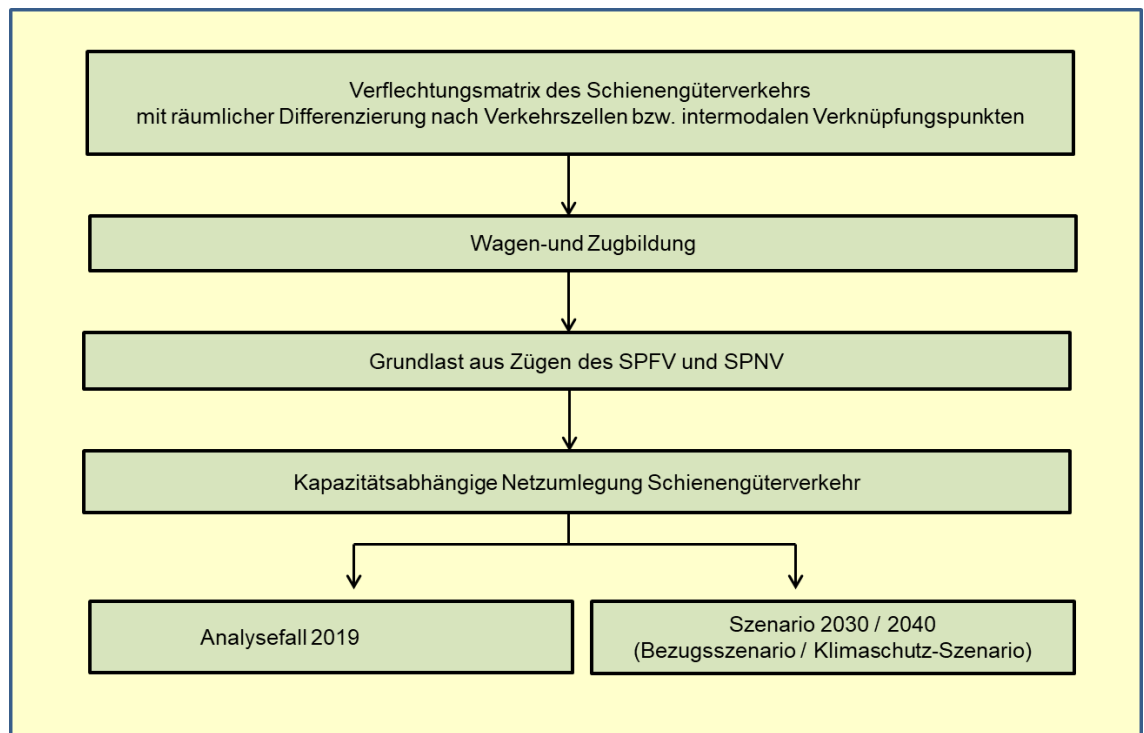 Verflechtungsmatrix des Schienengüterverkehrs
mit räumlicher Differenzierung nach Verkehrszellen bzw. intermodalen Verknüpfungspunkten
Wagen-und Zugbildung
Grundlast aus Zügen des SPFV und SPNV
Kapazitätsabhängige Netzumlegung Schienengüterverkehr
Analysefall 2019
Szenario 2030 / 2040
(Bezugsszenario / Klimaschutz-Szenario)